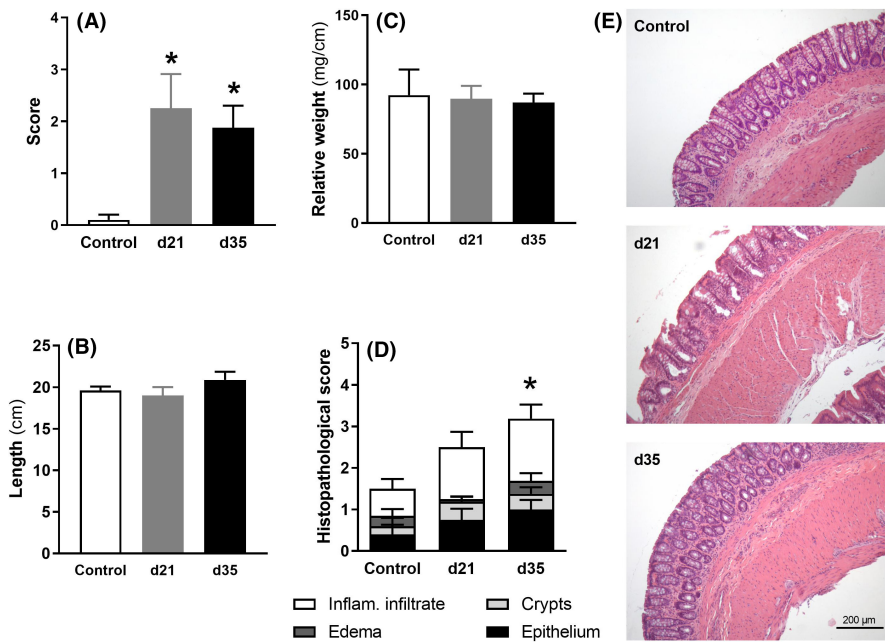 (A)
Score
4
3
2
1
0
*
*
Control d21 d35
(B)
Length (cm)
25
20
15
10
5
0
Control d21 d35
(C)
Relative weight (mg/cm)
150
100
50
0
Control d21 d35
(D)
Histopathological score
5
4
3
2
1
0
*
Control d21 d35
Inflam. infiltrate
Crypts
Edema
Epithelium
(E)
Control
d21
d35
200 µm